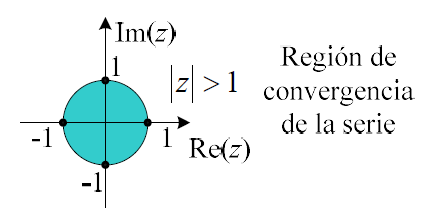 Im(z)
1
|z| > 1
-1
1
Re(z)
-1
Región de
convergencia
de la serie